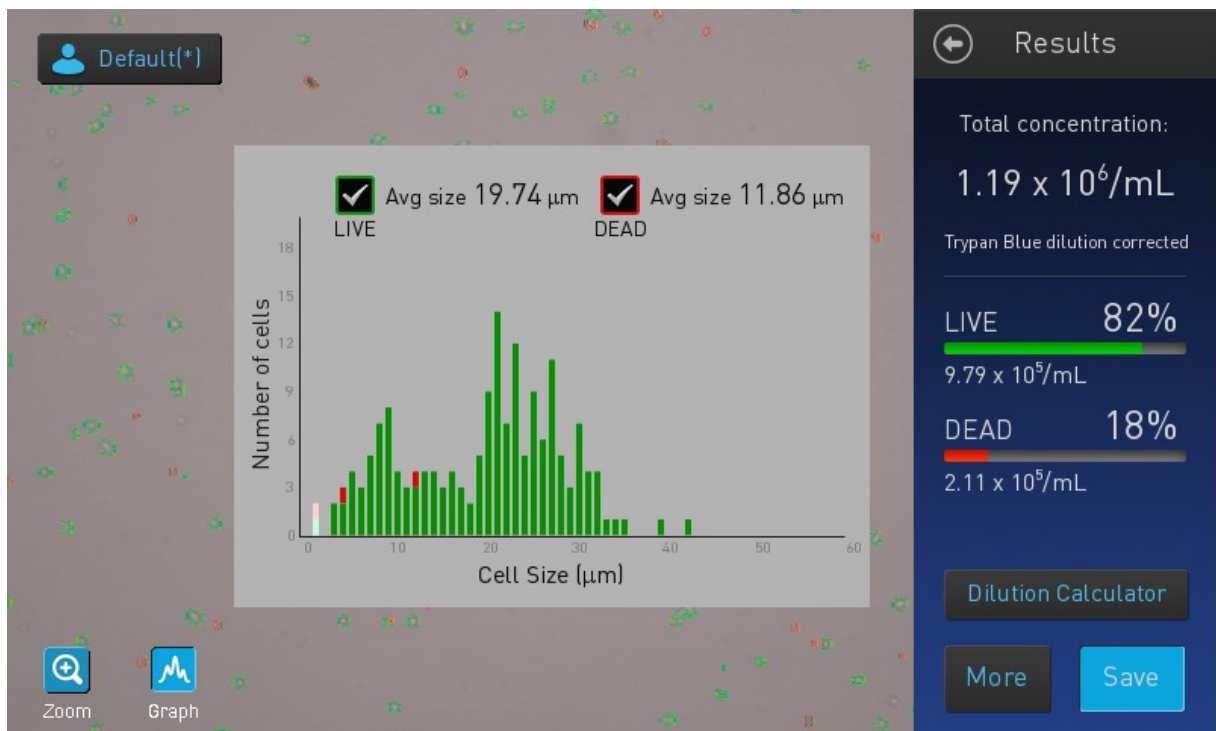 Default(*)
Results
Total concentration:
1.19 x 10⁶/mL
Trypan Blue dilution corrected
LIVE 82%
9.79 x 10⁵/mL
DEAD 18%
2.11 x 10⁵/mL
Dilution Calculator
More Save
Avg size 19.74 µm Avg size 11.86 µm
LIVE DEAD
Number of cells
18
15
12
9
6
3
0
0 10 20 30 40 50 60
Cell Size (µm)
Zoom Graph